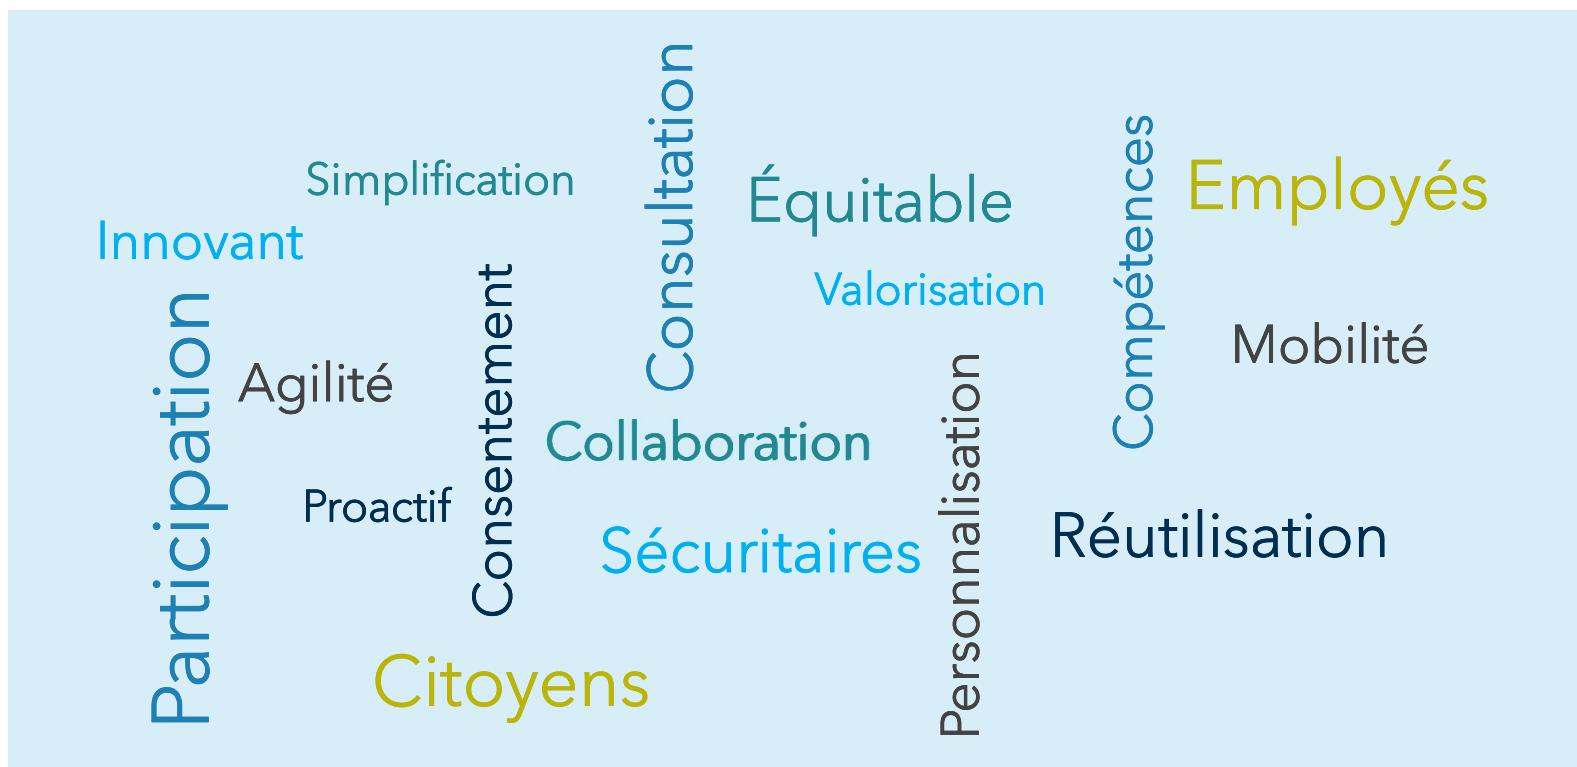 Consultation
Compétences
Employés
Simplification
Équitable
Innovant
Valorisation
Participation
Consentement
Mobilité
Agilité
Collaboration
Personnalisation
Proactif
Sécuritaires
Réutilisation
Citoyens